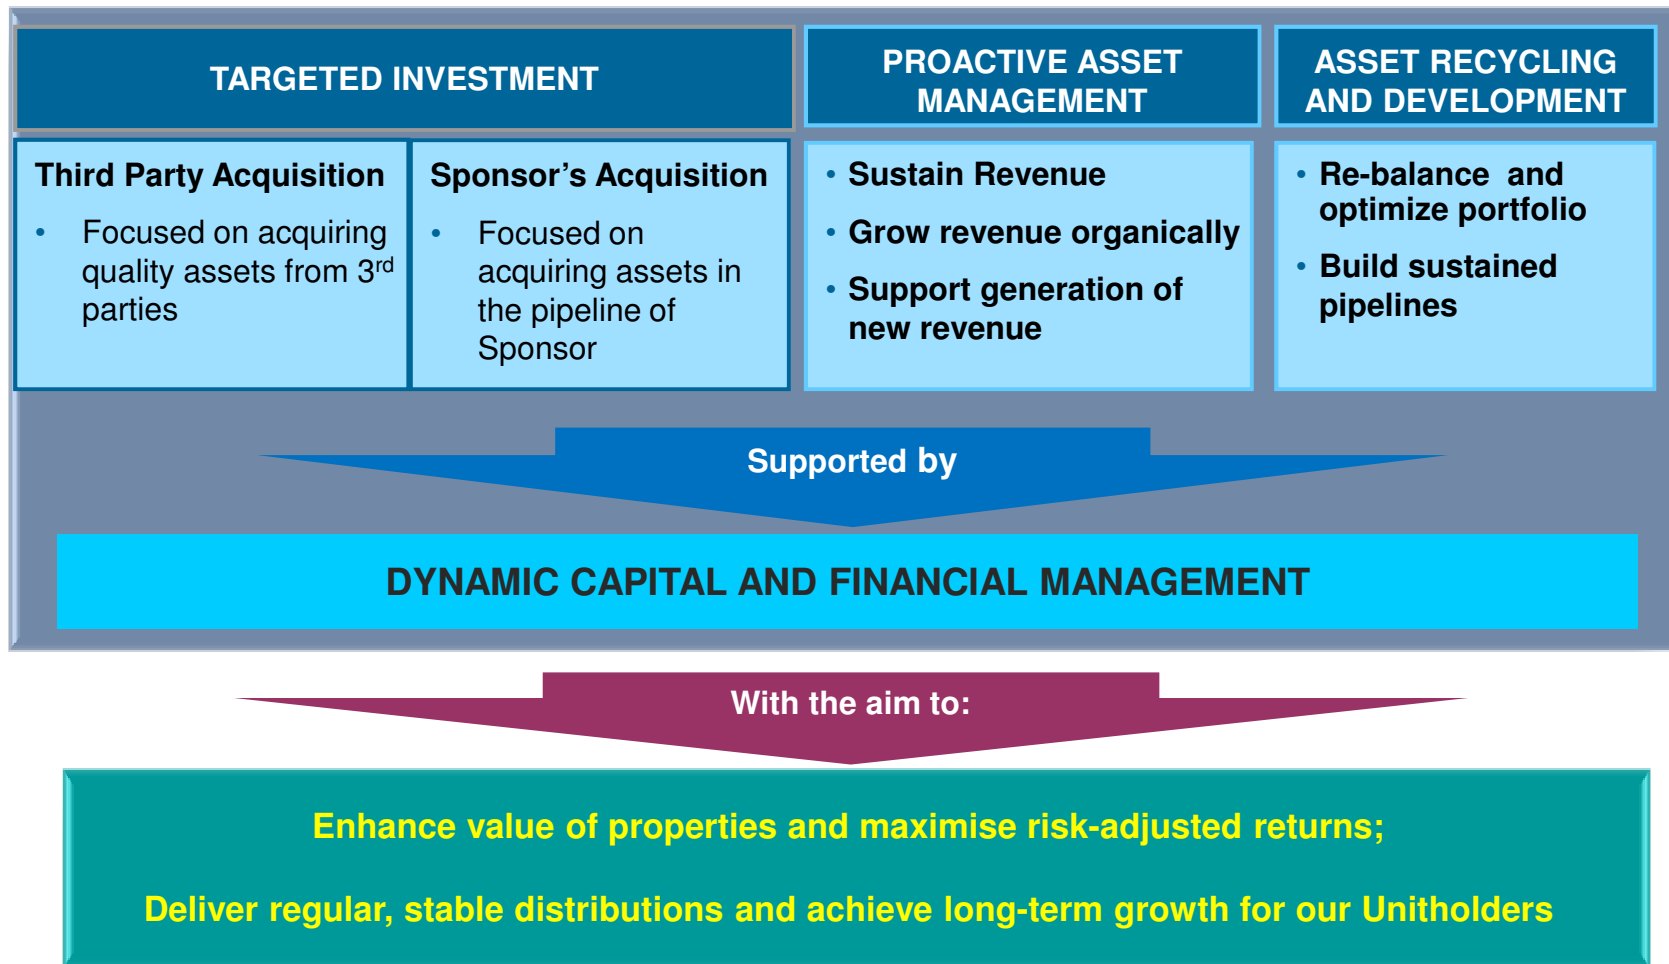 TARGETED INVESTMENT
Third Party Acquisition
• Focused on acquiring
quality assets from 3rd
parties
Sponsor’s Acquisition
• Focused on
acquiring assets in
the pipeline of
Sponsor
PROACTIVE ASSET
MANAGEMENT
• Sustain Revenue
• Grow revenue organically
• Support generation of
new revenue
ASSET RECYCLING
AND DEVELOPMENT
• Re-balance and
optimize portfolio
• Build sustained
pipelines
Supported by
DYNAMIC CAPITAL AND FINANCIAL MANAGEMENT
With the aim to:
Enhance value of properties and maximise risk-adjusted returns;
Deliver regular, stable distributions and achieve long-term growth for our Unitholders